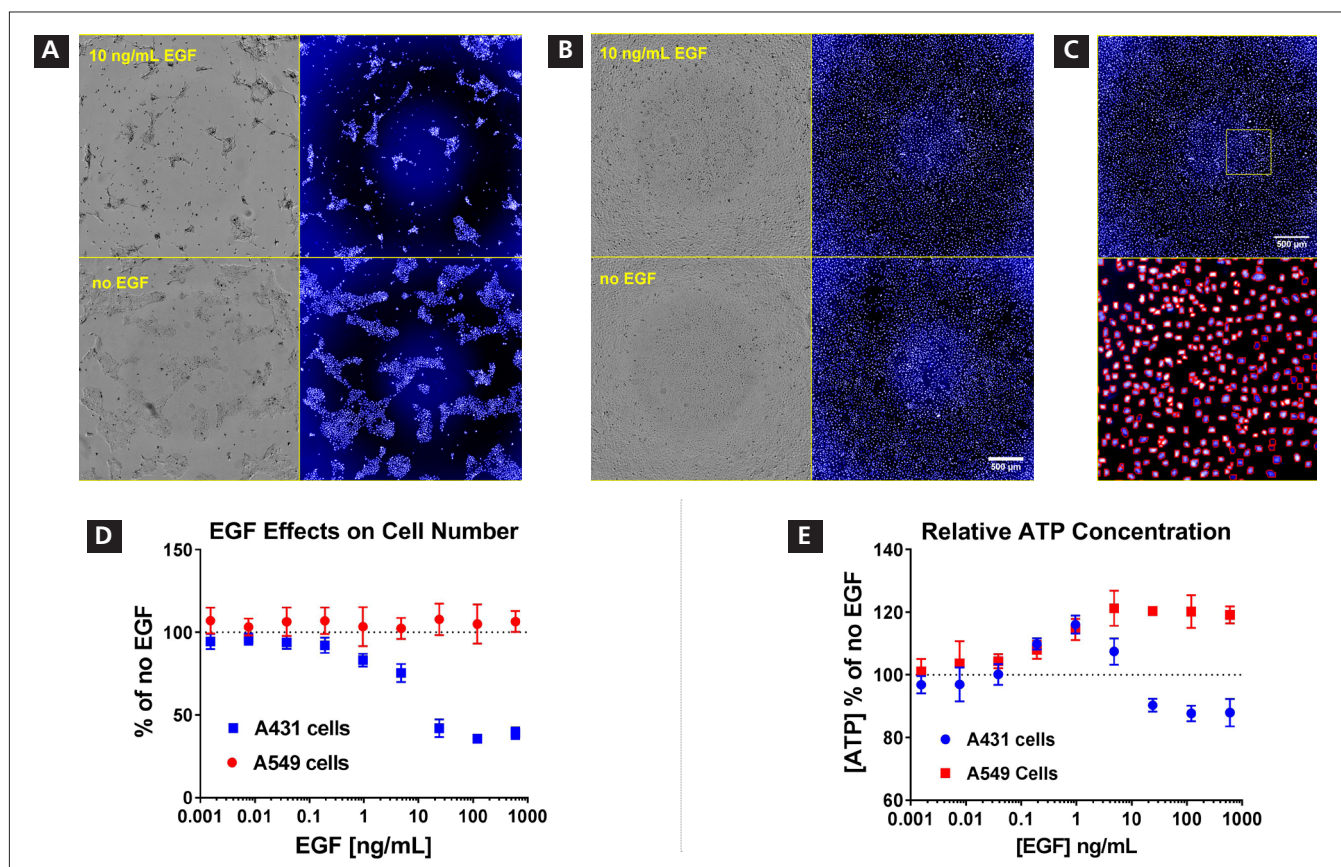 A
10 ng/mL EGF
no EGF
B
10 ng/mL EGF
no EGF
500 µm
C
500 µm
D
EGF Effects on Cell Number
% of no EGF
150
100
50
0
A431 cells
A549 cells
0.001 0.01 0.1 1 10 100 1000
EGF [ng/mL]
E
Relative ATP Concentration
[ATP] % of no EGF
140
120
100
80
60
A431 cells
A549 Cells
0.001 0.01 0.1 1 10 100 1000
[EGF] ng/mL